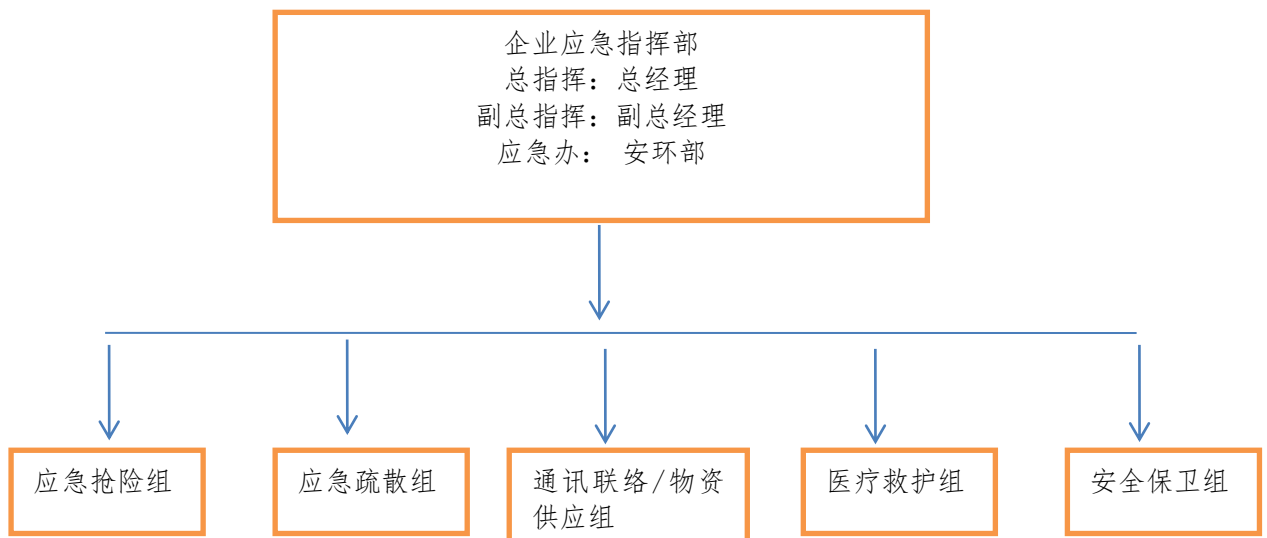 企业应急指挥部
总指挥：总经理
副总指挥：副总经理
应急办： 安环部
应急抢险组
应急疏散组
通讯联络/物资
供应组
医疗救护组
安全保卫组